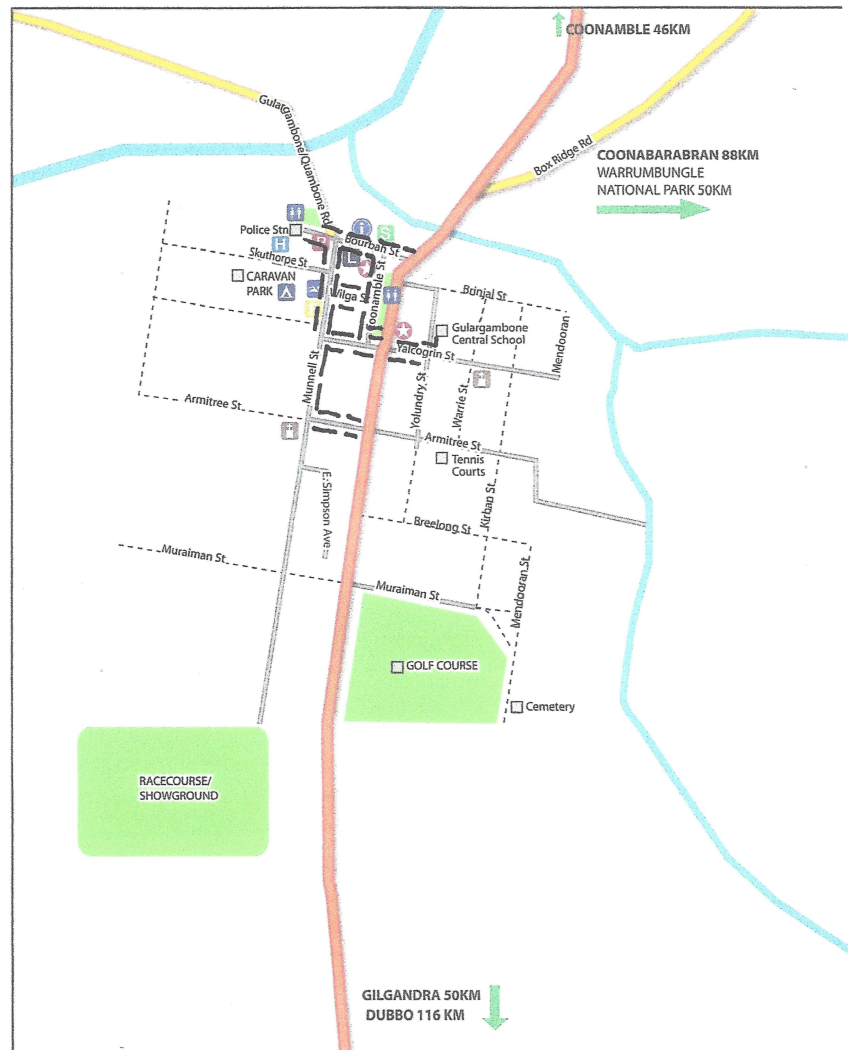 COONAMBLE 46KM
Gulargambone/Quambone Rd
Box Ridge Rd
COONABARABRAN 88KM
WARRUMBUNGLE
NATIONAL PARK 50KM
Police Stn
i
S
Bourban St
H
L
Skuthorpe St
CARAVAN
PARK
Wilga St
Coonamble St
Brinjal St
Gulargambone
Central School
Mendooran
Yalcogrin St
Munnell St
Yolundry St
Warrie St
Armitree St
Armitree St
Tennis
Courts
E. Simpson Ave
Kirban St
Breelong St
Muraiman St
Muraiman St
Mendooran St
GOLF COURSE
Cemetery
RACECOURSE/
SHOWGROUND
GILGANDRA 50KM
DUBBO 116 KM